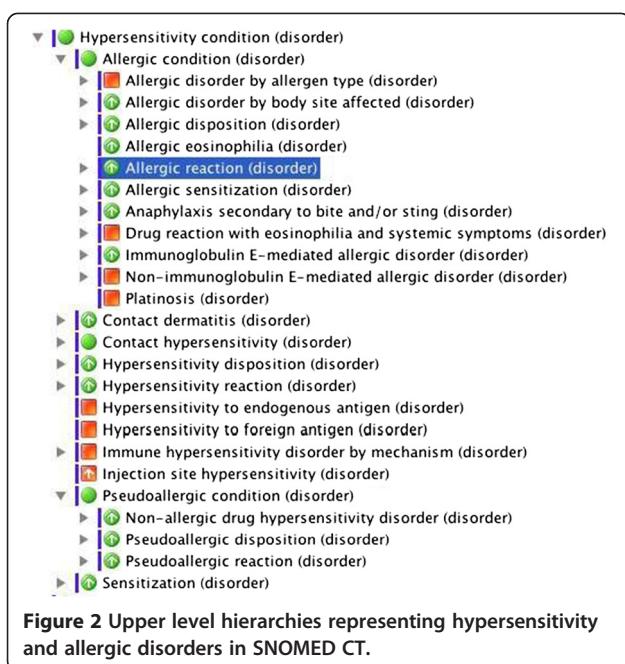 Hypersensitivity condition (disorder)
Allergic condition (disorder)
Allergic disorder by allergen type (disorder)
Allergic disorder by body site affected (disorder)
Allergic disposition (disorder)
Allergic eosinophilia (disorder)
Allergic reaction (disorder)
Allergic sensitization (disorder)
Anaphylaxis secondary to bite and/or sting (disorder)
Drug reaction with eosinophilia and systemic symptoms (disorder)
Immunoglobulin E-mediated allergic disorder (disorder)
Non-immunoglobulin E-mediated allergic disorder (disorder)
Platinosis (disorder)
Contact dermatitis (disorder)
Contact hypersensitivity (disorder)
Hypersensitivity disposition (disorder)
Hypersensitivity reaction (disorder)
Hypersensitivity to endogenous antigen (disorder)
Hypersensitivity to foreign antigen (disorder)
Immune hypersensitivity disorder by mechanism (disorder)
Injection site hypersensitivity (disorder)
Pseudoallergic condition (disorder)
Non-allergic drug hypersensitivity disorder (disorder)
Pseudoallergic disposition (disorder)
Pseudoallergic reaction (disorder)
Sensitization (disorder)
Figure 2 Upper level hierarchies representing hypersensitivity
and allergic disorders in SNOMED CT.